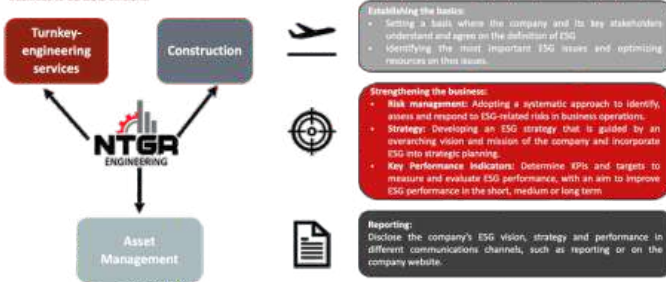 Turnkey-
engineering
services
Construction
NTGR
ENGINEERING
Asset
Management
Establishing the basics:
• Setting a basis where the company and its key stakeholders
understand and agree on the definition of ESG
• Identifying the most important ESG issues and optimizing
resources on thos issues.
Strengthening the business:
• Risk management: Adopting a systematic approach to identify,
assess and respond to ESG-related risks in business operations.
• Strategy: Developing an ESG strategy that is guided by an
overarching vision and mission of the company and incorporate
ESG into strategic planning.
• Key Performance Indicators: Determine KPIs and targets to
measure and evaluate ESG performance, with an aim to improve
ESG performance in the short, medium or long term
Reporting:
Disclose the company's ESG vision, strategy and performance in
different communications channels, such as reporting or on the
company website.